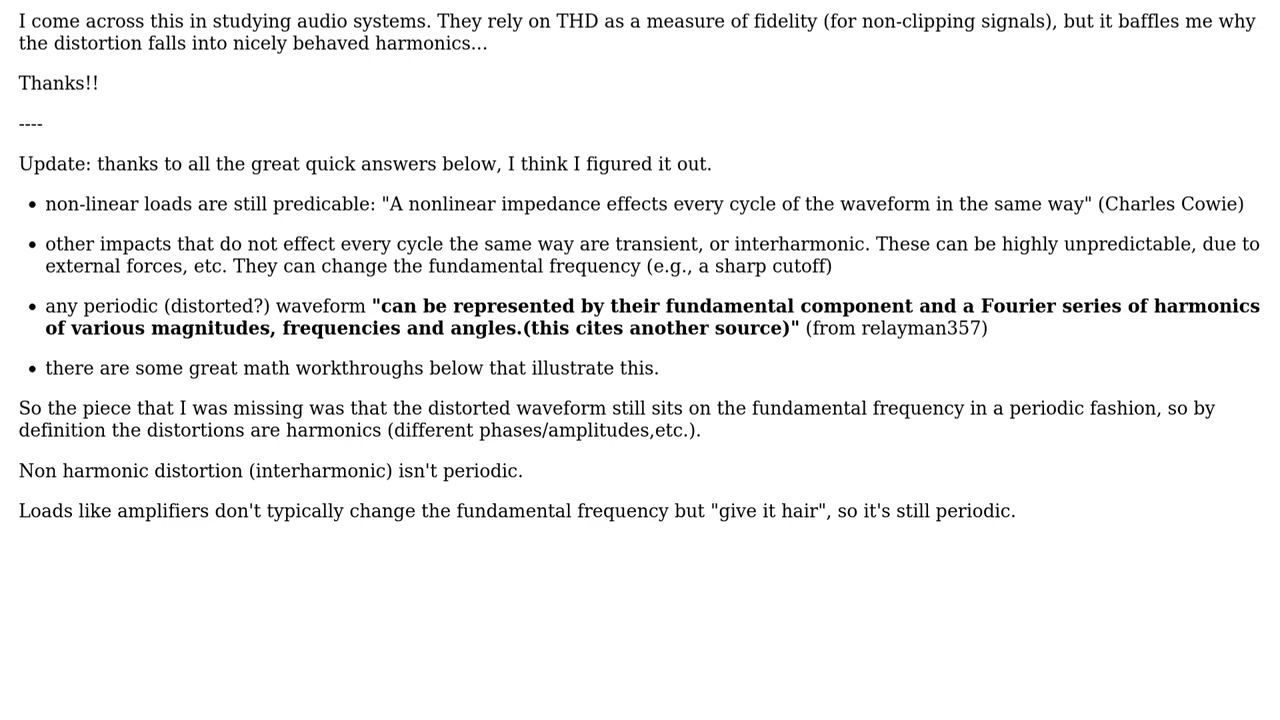 I come across this in studying audio systems. They rely on THD as a measure of fidelity (for non-clipping signals), but it baffles me why
the distortion falls into nicely behaved harmonics...
Thanks!!
----
Update: thanks to all the great quick answers below, I think I figured it out.
• non-linear loads are still predicable: "A nonlinear impedance effects every cycle of the waveform in the same way" (Charles Cowie)
• other impacts that do not effect every cycle the same way are transient, or interharmonic. These can be highly unpredictable, due to
external forces, etc. They can change the fundamental frequency (e.g., a sharp cutoff)
• any periodic (distorted?) waveform "can be represented by their fundamental component and a Fourier series of harmonics
of various magnitudes, frequencies and angles.(this cites another source)" (from relayman357)
• there are some great math workthroughs below that illustrate this.
So the piece that I was missing was that the distorted waveform still sits on the fundamental frequency in a periodic fashion, so by
definition the distortions are harmonics (different phases/amplitudes,etc.).
Non harmonic distortion (interharmonic) isn't periodic.
Loads like amplifiers don't typically change the fundamental frequency but "give it hair", so it's still periodic.